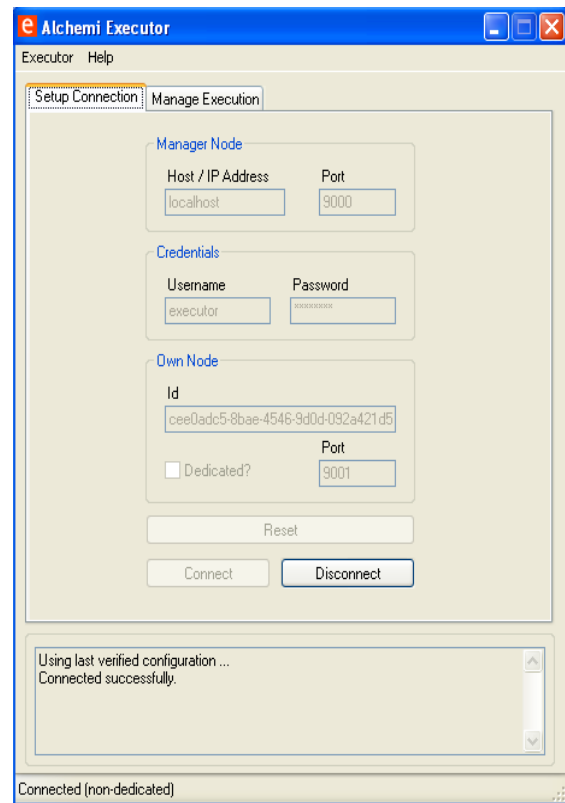 e Alchemi Executor
Executor Help
Setup Connection Manage Execution
Manager Node
Host / IP Address Port
localhost 9000
Credentials
Username Password
executor ××××××××
Own Node
Id
cee0adc5-8bae-4546-9d0d-092a421d5
Port
Dedicated? 9001
Reset
Connect Disconnect
Using last verified configuration ...
Connected successfully.
Connected (non-dedicated)